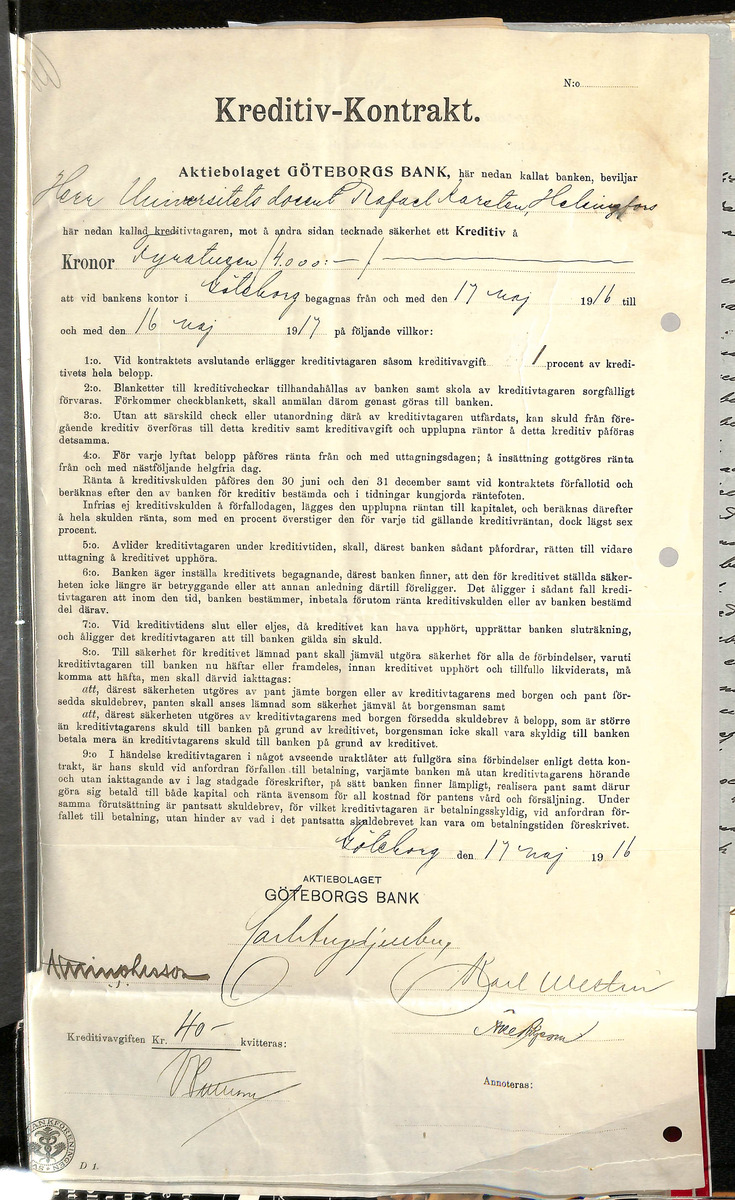 N:o
Kreditiv-Kontrakt.
Aktiebolaget GÖTEBORGS BANK, här nedan kallat banken, beviljar
Herr Universitetsdocent Rafael Karsten, Helsingfors
här nedan kallad kreditivtagaren, mot å andra sidan tecknade säkerhet ett Kreditiv å
Kronor Fyratusen /4.000:—/
att vid bankens kontor i Göteborg begagnas från och med den 17 maj 1916 till
och med den 16 maj 1917 på följande villkor:
1:o. Vid kontraktets avslutande erlägger kreditivtagaren såsom kreditivavgift 1 procent av kredi-
tivets hela belopp.
2:o. Blanketter till kreditivcheckar tillhandahållas av banken samt skola av kreditivtagaren sorgfälligt
förvaras. Förkommer checkblankett, skall anmälan därom genast göras till banken.
3:o. Utan att särskild check eller utanordning därå av kreditivtagaren utfärdats, kan skuld från före-
gående kreditiv överföras till detta kreditiv samt kreditivavgift och upplupna räntor å detta kreditiv påföras
detsamma.
4:o. För varje lyftat belopp påföres ränta från och med uttagningsdagen; å insättning gottgöres ränta
från och med nästföljande helgfria dag.
Ränta å kreditivskulden påföres den 30 juni och den 31 december samt vid kontraktets förfallotid och
beräknas efter den av banken för kreditiv bestämda och i tidningar kungjorda räntefoten.
Infrias ej kreditivskulden å förfallodagen, lägges den upplupna räntan till kapitalet, och beräknas därefter
å hela skulden ränta, som med en procent överstiger den för varje tid gällande kreditivräntan, dock lägst sex
procent.
5:o. Avlider kreditivtagaren under kreditivtiden, skall, därest banken sådant påfordrar, rätten till vidare
uttagning å kreditivet upphöra.
6:o. Banken äger inställa kreditivets begagnande, därest banken finner, att den för kreditivet ställda säker-
heten icke längre är betryggande eller att annan anledning därtill föreligger. Det åligger i sådant fall kredi-
tivtagaren att inom den tid, banken bestämmer, inbetala förutom ränta kreditivskulden eller av banken bestämd
del därav.
7:o. Vid kreditivtidens slut eller eljes, då kreditivet kan hava upphört, upprättar banken sluträkning,
och åligger det kreditivtagaren att till banken gälda sin skuld.
8:o. Till säkerhet för kreditivet lämnad pant skall jämväl utgöra säkerhet för alla de förbindelser, varuti
kreditivtagaren till banken nu häftar eller framdeles, innan kreditivet upphört och tillfullo likviderats, må
komma att häfta, men skall därvid iakttagas:
att, därest säkerheten utgöres av pant jämte borgen eller av kreditivtagarens med borgen och pant för-
sedda skuldebrev, panten skall anses lämnad som säkerhet jämväl åt borgensman samt
att, därest säkerheten utgöres av kreditivtagarens med borgen försedda skuldebrev å belopp, som är större
än kreditivtagarens skuld till banken på grund av kreditivet, borgensman icke skall vara skyldig till banken
betala mera än kreditivtagarens skuld till banken på grund av kreditivet.
9:o I händelse kreditivtagaren i något avseende uraktlåter att fullgöra sina förbindelser enligt detta kon-
trakt, är hans skuld vid anfordran förfallen till betalning, varjämte banken må utan kreditivtagarens hörande
och utan iakttagande av i lag stadgade föreskrifter, på sätt banken finner lämpligt, realisera pant samt därur
göra sig betald till både kapital och ränta ävensom för all kostnad för pantens vård och försäljning. Under
samma förutsättning är pantsatt skuldebrev, för vilket kreditivtagaren är betalningsskyldig, vid anfordran för-
fallet till betalning, utan hinder av vad i det pantsatta skuldebrevet kan vara om betalningstiden föreskrivet.
Göteborg den 17 maj 1916
AKTIEBOLAGET
GÖTEBORGS BANK
Karl Westin
Kreditivavgiften Kr. 40- kvitteras:
Annoteras:
D 1.